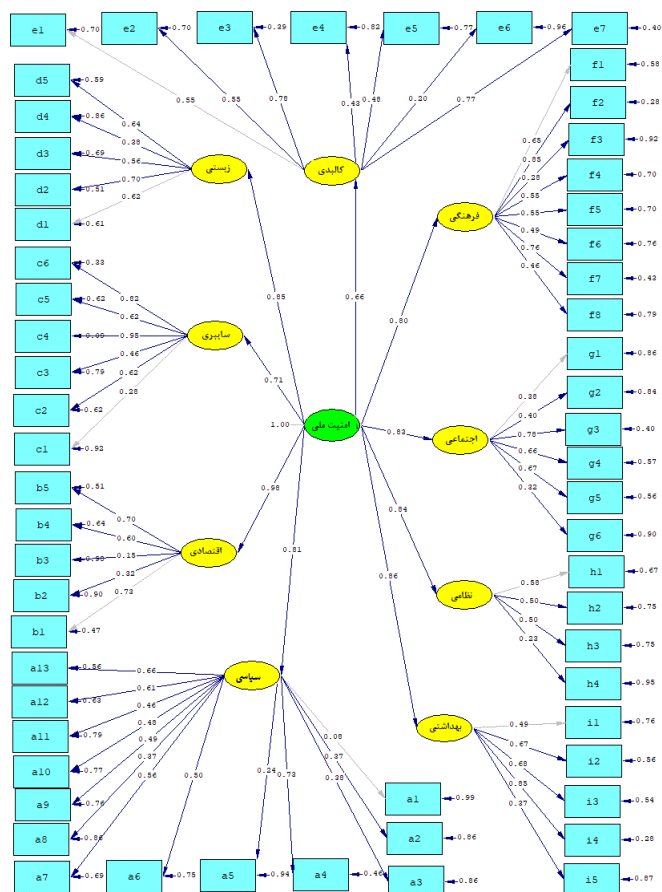 e1 0.70
e2 0.70
e3 0.39
e4 0.82
e5 0.77
e6 0.96
e7 0.40
0.55
0.55
0.78
0.43
0.48
0.20
0.77
کالبدی
0.66
d5 0.59
d4 0.86
d3 0.69
d2 0.51
d1 0.61
0.64
0.38
0.56
0.70
0.62
زیستی
0.85
c6 0.33
c5 0.62
c4 0.09
c3 0.79
c2 0.62
c1 0.92
0.82
0.62
0.95
0.46
0.62
0.28
سایبری
0.71
b5 0.51
b4 0.64
b3 0.98
b2 0.90
b1 0.47
0.70
0.60
0.15
0.32
0.73
اقتصادی
0.98
1.00
امنیت ملی
f1 0.58
f2 0.28
f3 0.92
f4 0.70
f5 0.70
f6 0.76
f7 0.43
f8 0.79
0.65
0.85
0.28
0.55
0.55
0.49
0.76
0.46
فرهنگی
0.80
g1 0.86
g2 0.84
g3 0.40
g4 0.57
g5 0.56
g6 0.90
0.38
0.40
0.78
0.66
0.67
0.32
اجتماعی
0.83
h1 0.67
h2 0.75
h3 0.75
h4 0.95
0.58
0.50
0.50
0.23
نظامی
0.84
i1 0.76
i2 0.56
i3 0.54
i4 0.28
i5 0.87
0.49
0.67
0.68
0.85
0.37
بهداشتی
0.86
a13 0.56
a12 0.63
a11 0.79
a10 0.77
a9 0.76
a8 0.86
a7 0.69
a6 0.75
a5 0.94
a4 0.46
a3 0.86
a2 0.86
a1 0.99
0.66
0.61
0.46
0.48
0.49
0.37
0.56
0.50
0.24
0.73
0.38
0.37
0.08
سیاسی
0.81